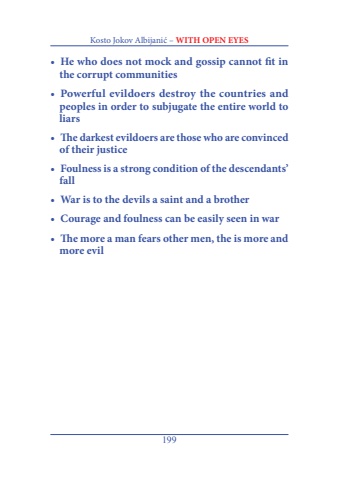 Kosto Jokov Albijanić – WITH OPEN EYES
• He who does not mock and gossip cannot fit in
the corrupt communities
• Powerful evildoers destroy the countries and
peoples in order to subjugate the entire world to
liars
• The darkest evildoers are those who are convinced
of their justice
• Foulness is a strong condition of the descendants’
fall
• War is to the devils a saint and a brother
• Courage and foulness can be easily seen in war
• The more a man fears other men, the is more and
more evil
199